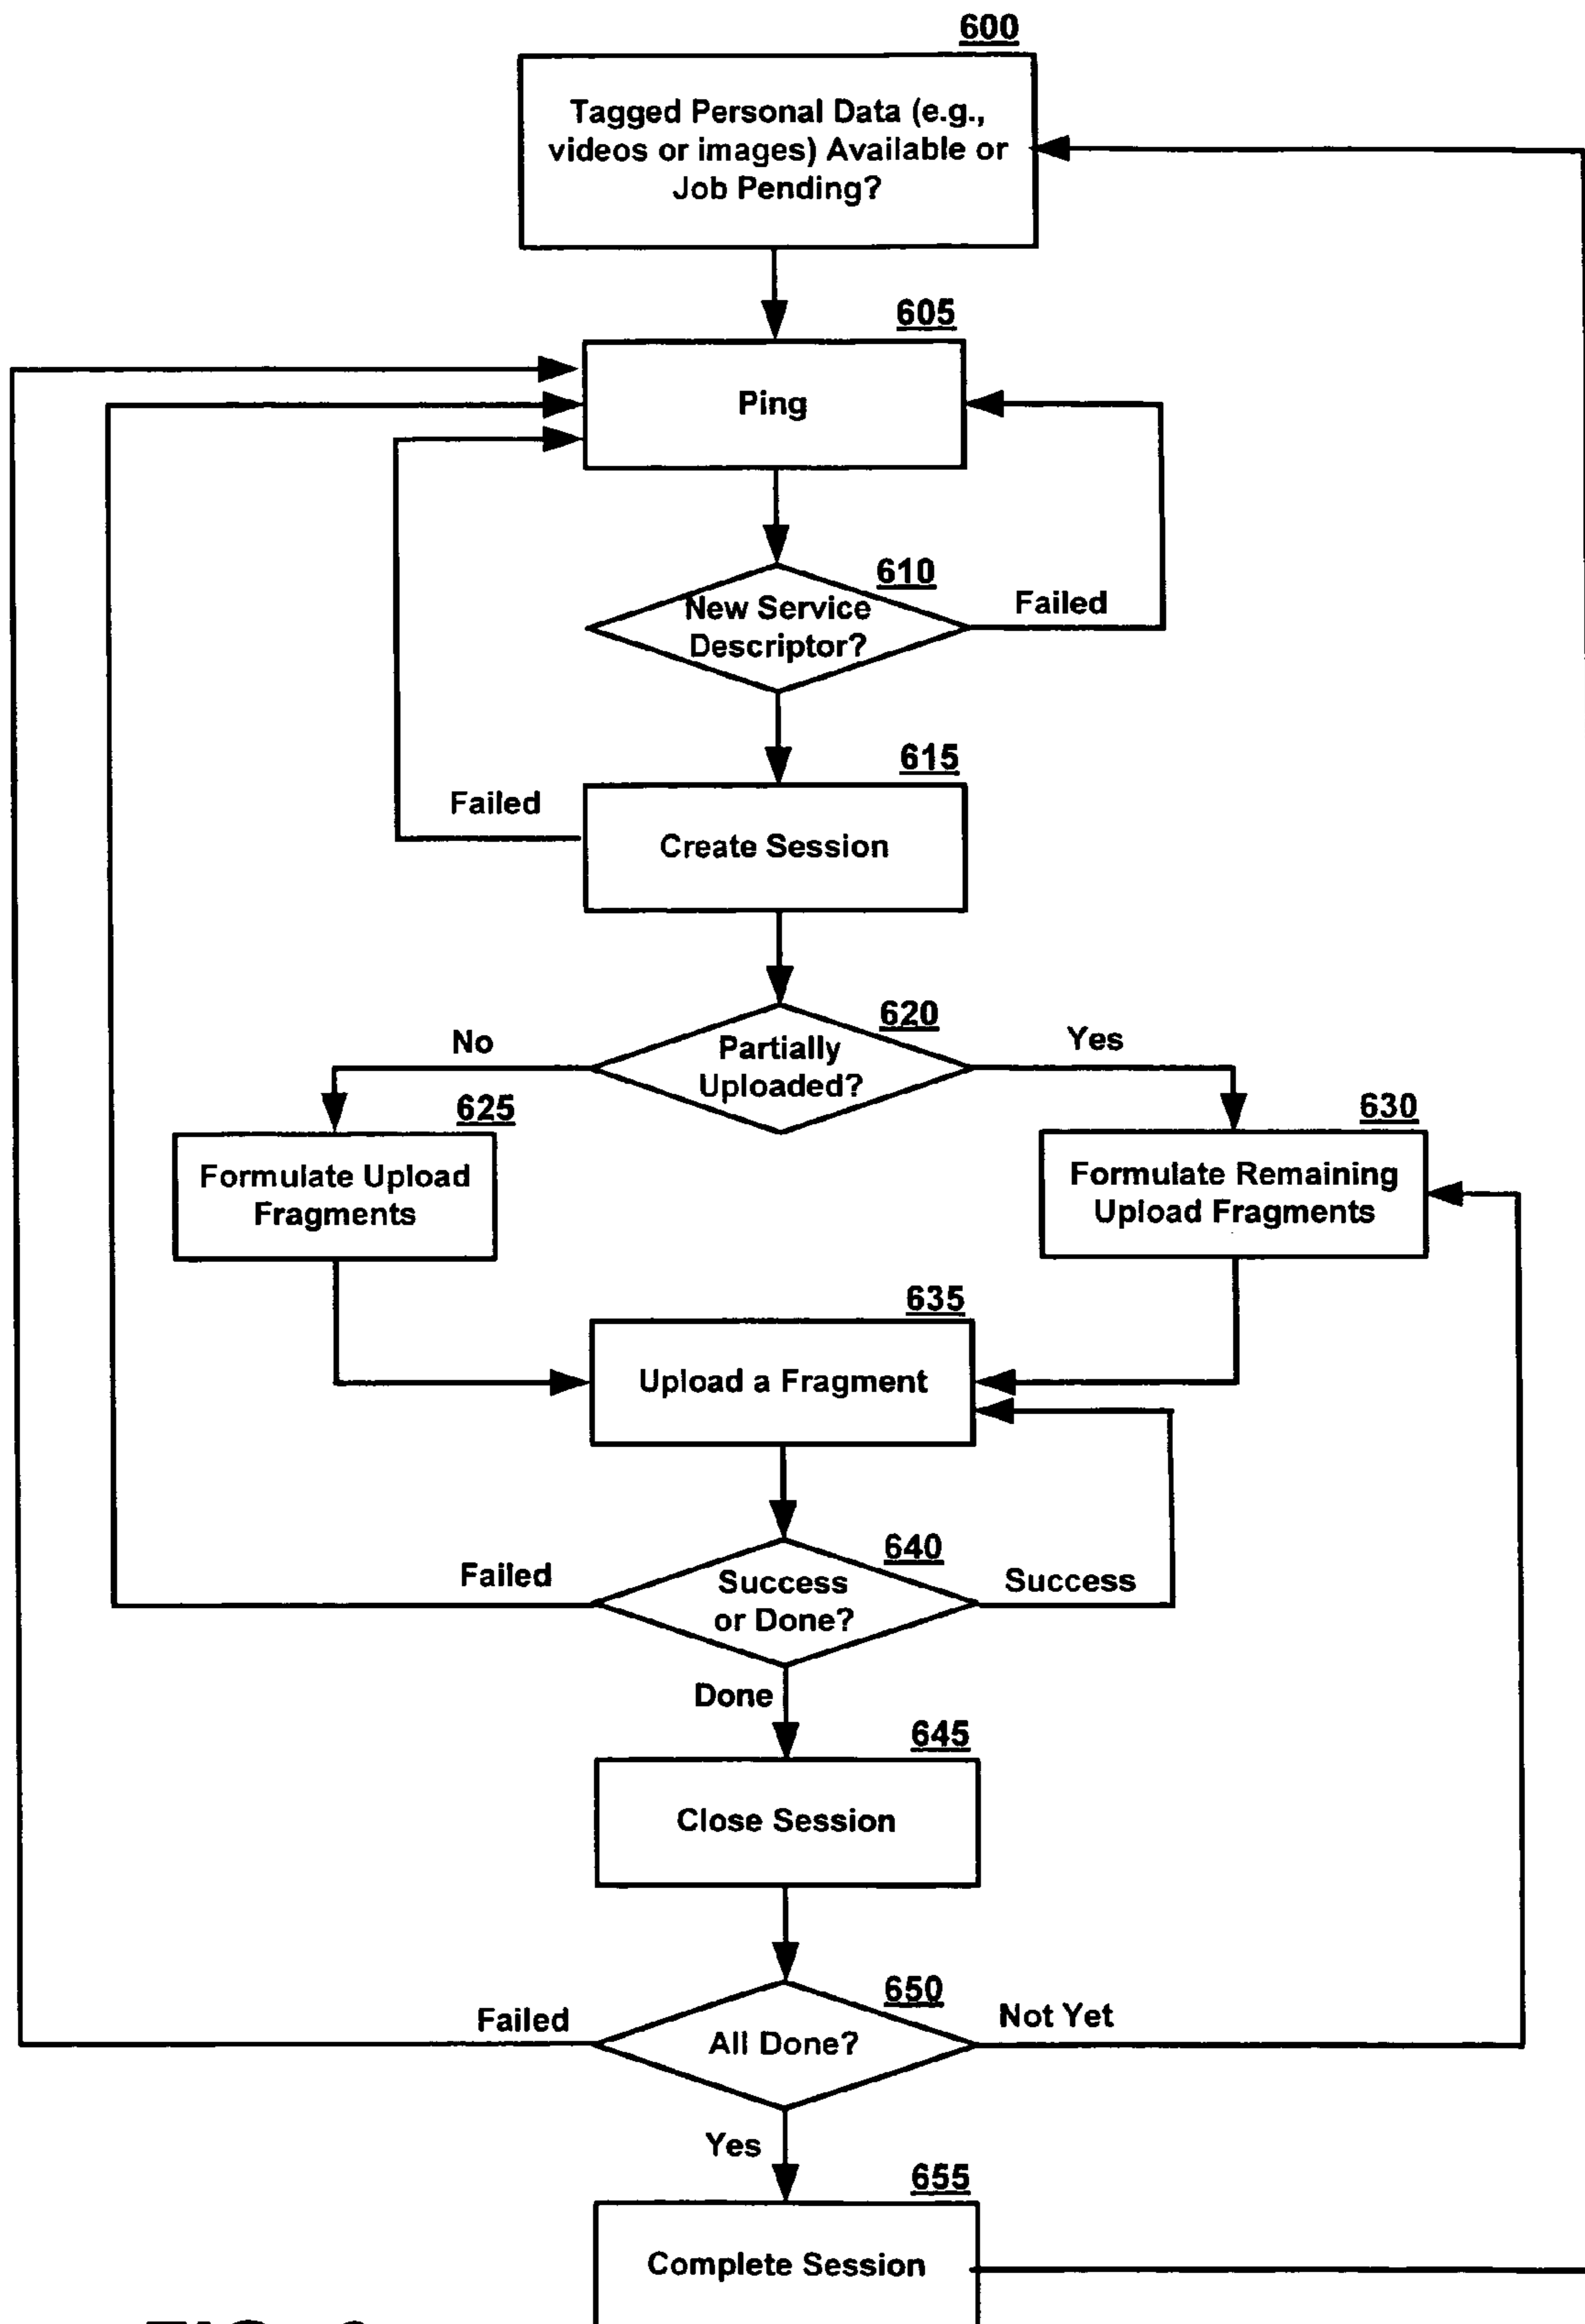 600
Tagged Personal Data (e.g.,
videos or images) Available or
Job Pending?
605
Ping
610
New Service
Descriptor?
Failed
615
Failed
Create Session
620
No
Partially
Uploaded?
Yes
625
Formulate Upload
Fragments
630
Formulate Remaining
Upload Fragments
635
Upload a Fragment
640
Failed
Success
or Done?
Success
Done
645
Close Session
650
Failed
All Done?
Not Yet
Yes
655
Complete Session